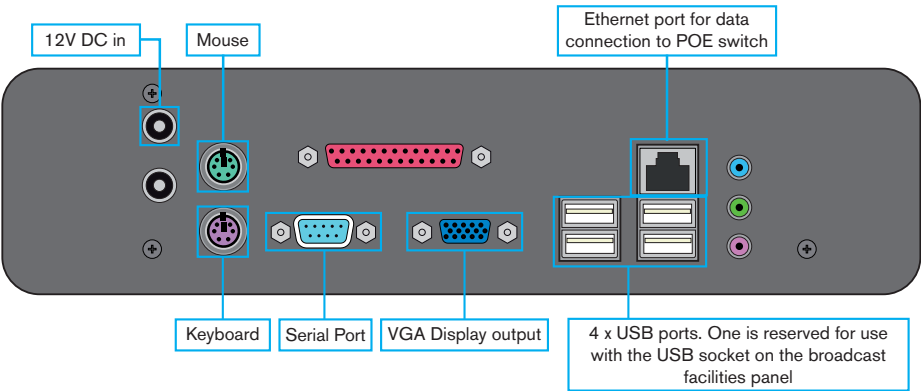 12V DC in
Mouse
Ethernet port for data
connection to POE switch
Keyboard
Serial Port
VGA Display output
4 x USB ports. One is reserved for use
with the USB socket on the broadcast
facilities panel